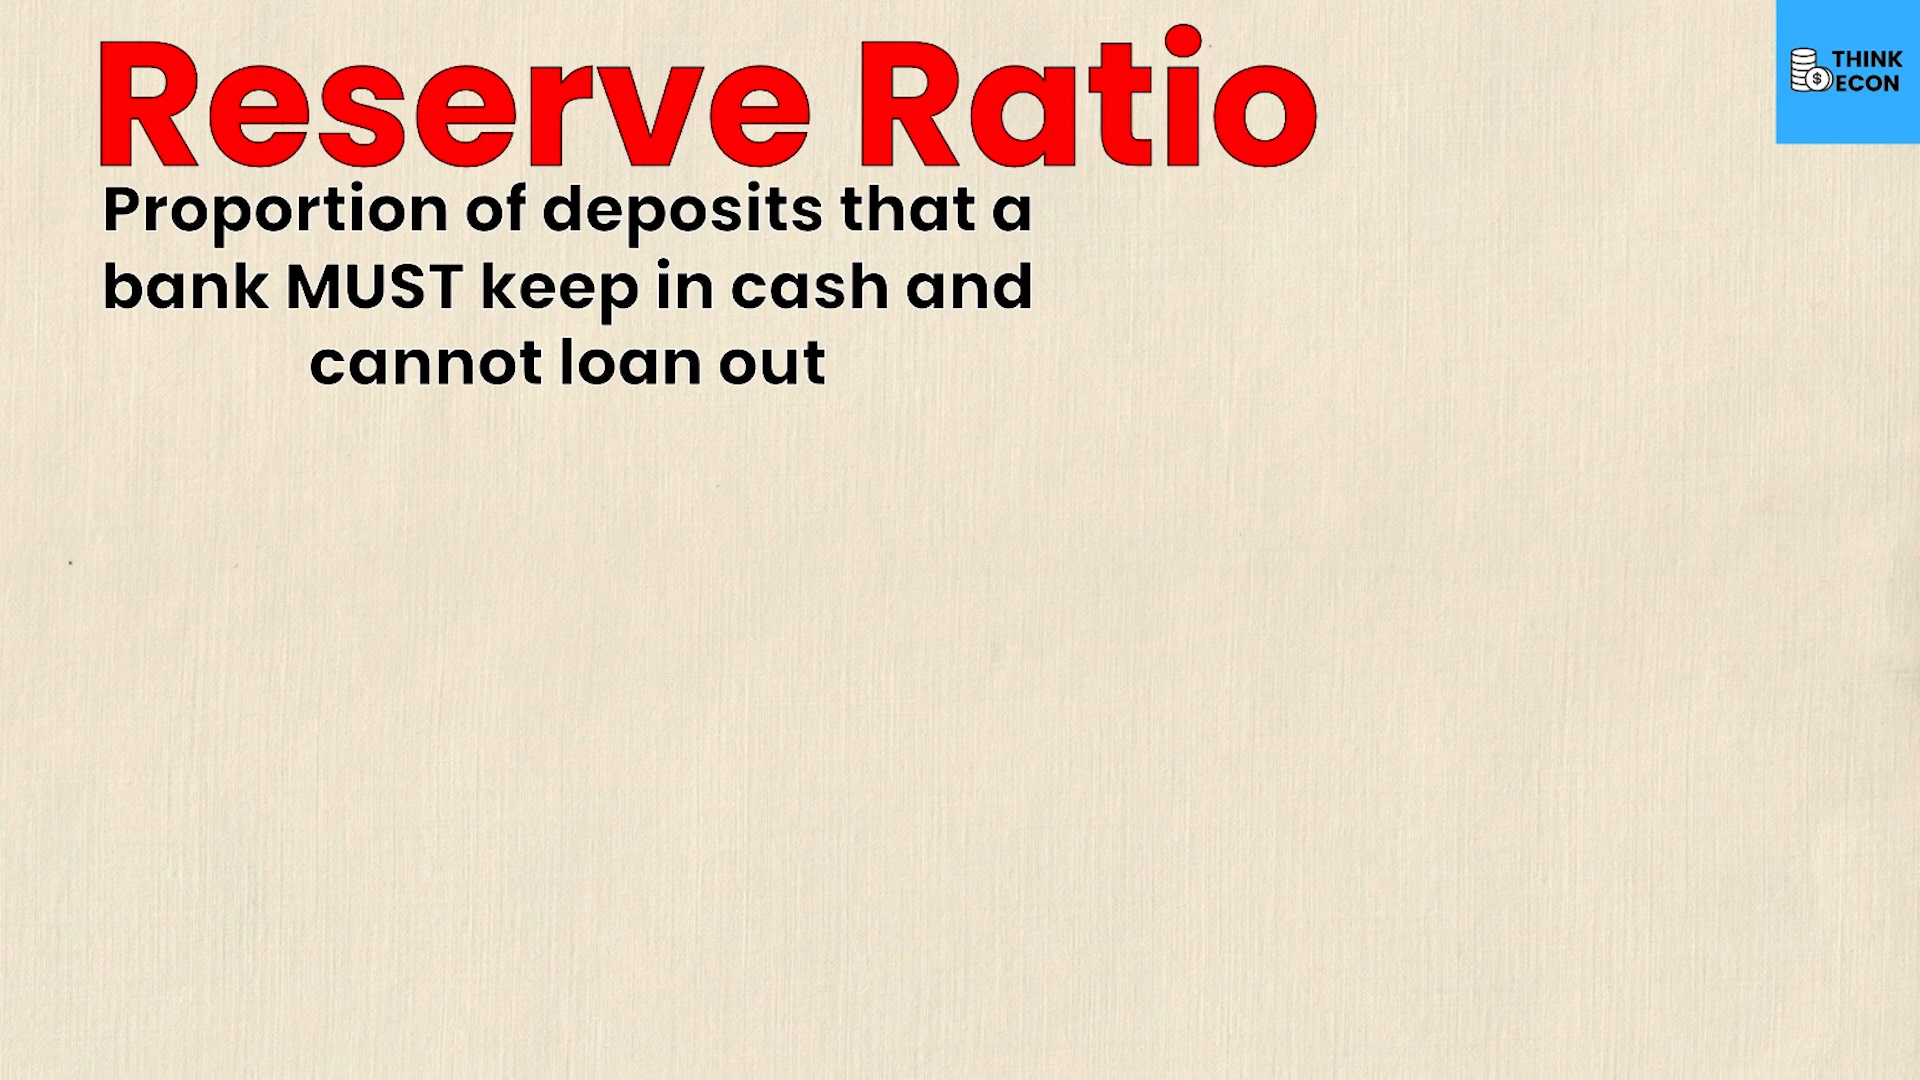 Reserve Ratio
Proportion of deposits that a
bank MUST keep in cash and
cannot loan out
THINK
ECON
$